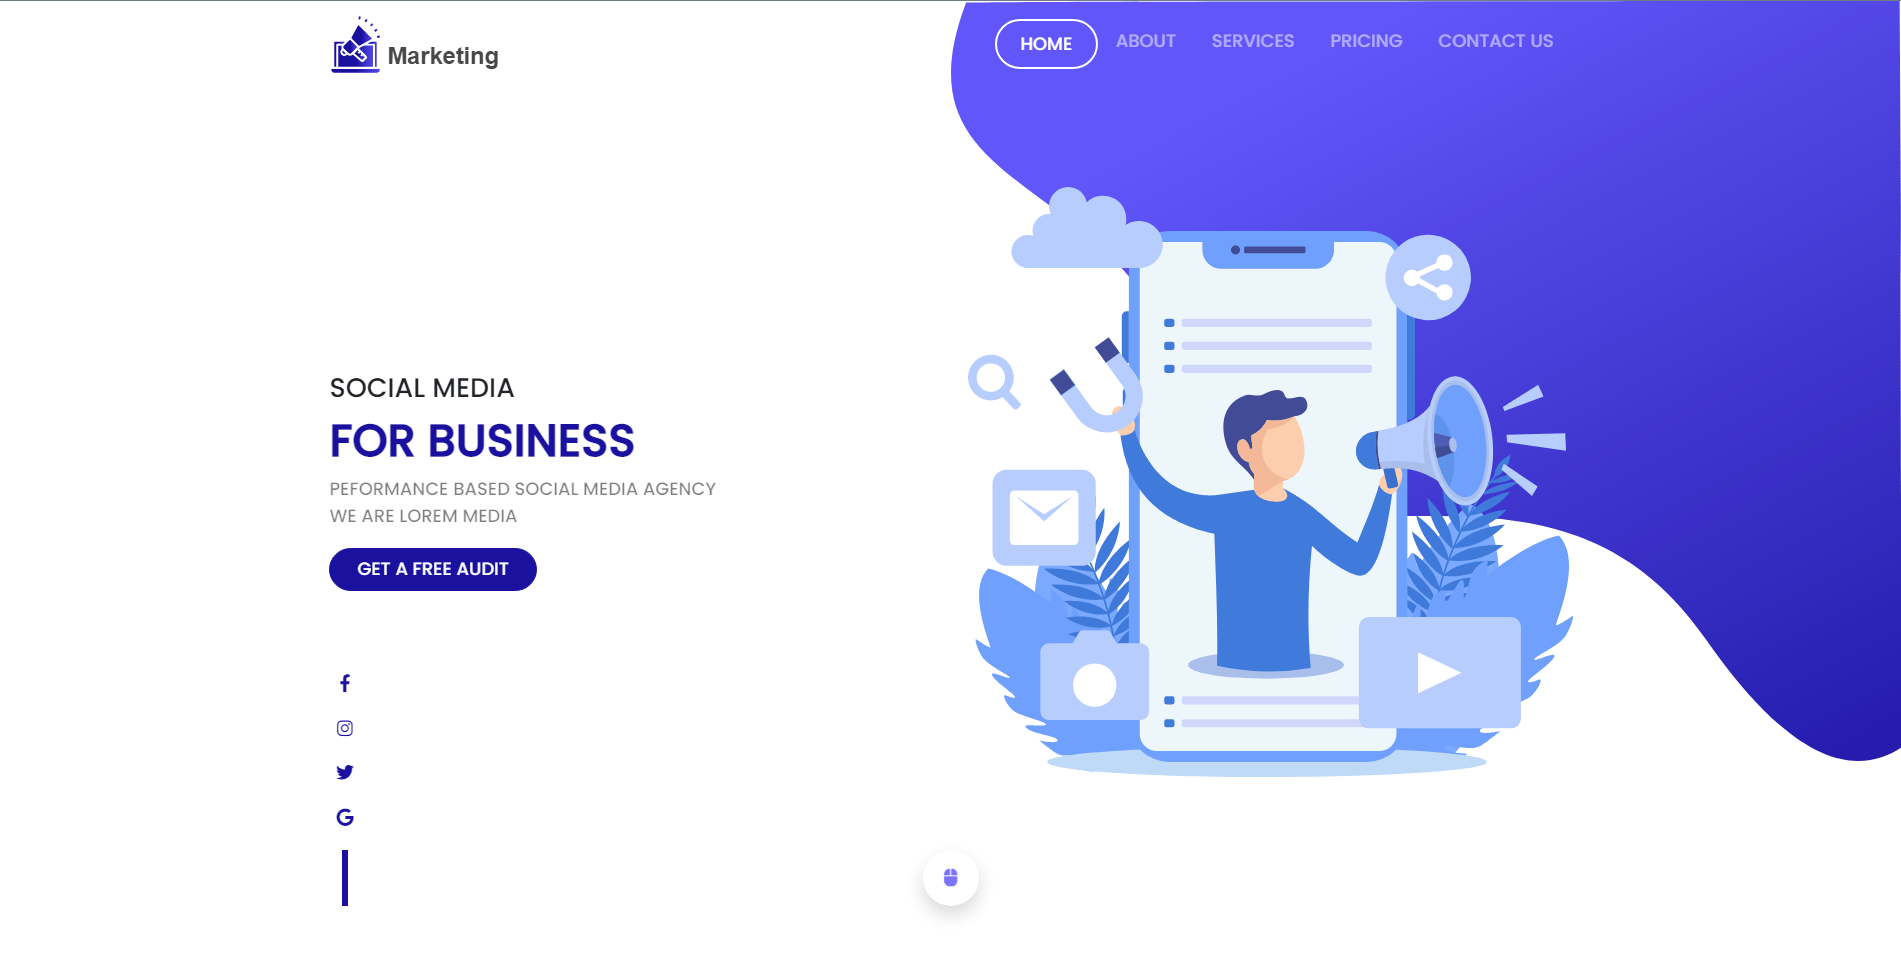 Marketing
HOME
ABOUT
SERVICES
PRICING
CONTACT US
SOCIAL MEDIA
FOR BUSINESS
PEFORMANCE BASED SOCIAL MEDIA AGENCY
WE ARE LOREM MEDIA
GET A FREE AUDIT